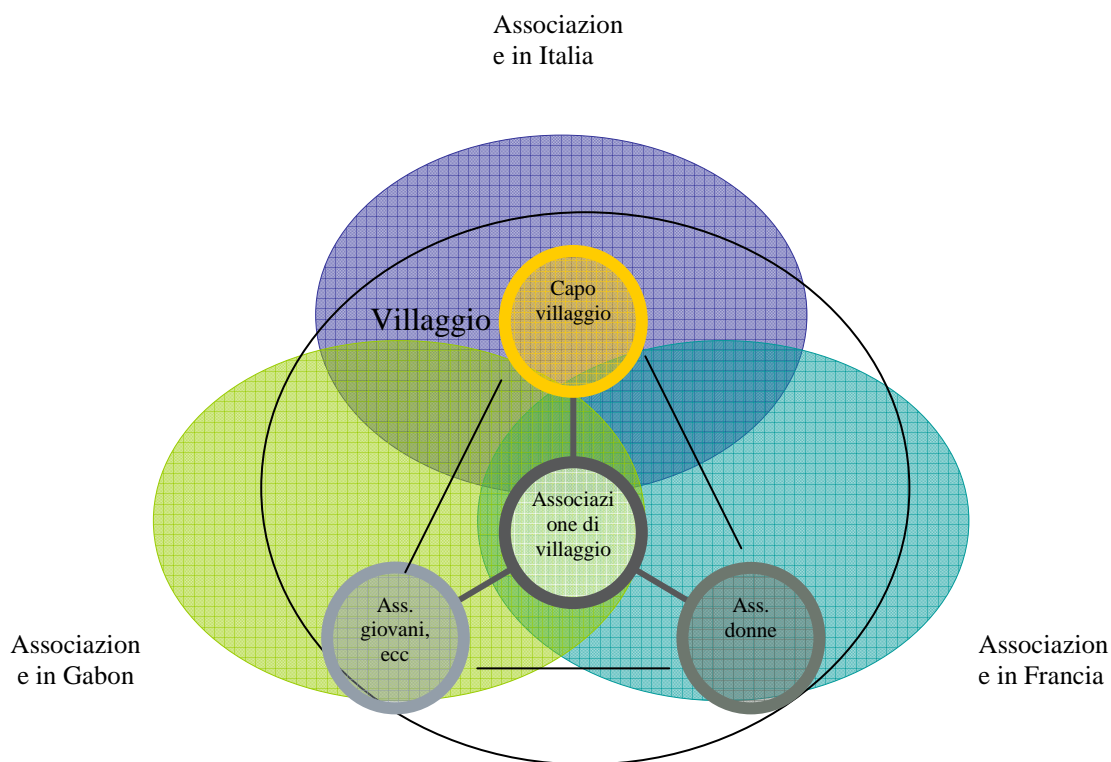 Associazion
e in Italia
Capo
villaggio
Villaggio
Associazi
one di
villaggio
Ass.
giovani,
ecc
Ass.
donne
Associazion
e in Gabon
Associazion
e in Francia